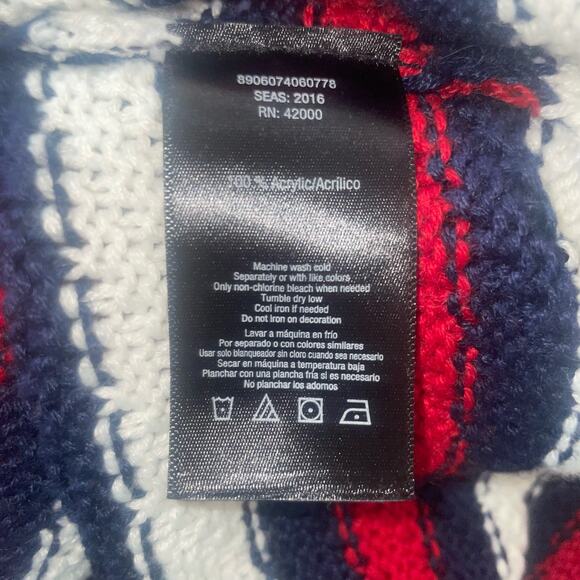 8906074060778
SEAS: 2016
RN: 42000
100 % Acrylic/Acrílico
Machine wash cold
Separately or with like colors
Only non-chlorine bleach when needed
Tumble dry low
Cool iron if needed
Do not iron on decoration
Lavar a máquina en frío
Por separado o con colores similares
Usar solo blanqueador sin cloro cuando sea necesario
Secar en máquina a temperatura baja
Planchar con una plancha fría si es necesario
No planchar los adornos